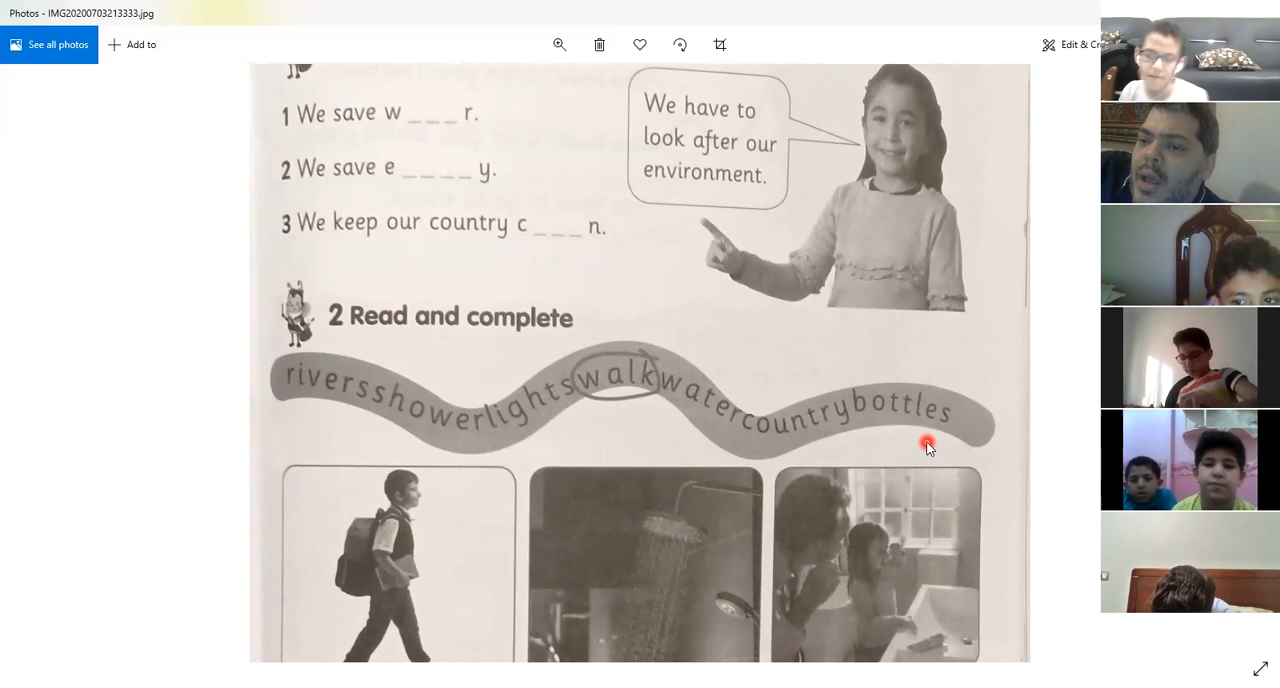 Photos - IMG20200703213333.jpg
See all photos
Add to
Edit & Cr
1 We save w _ _ _ r.
2 We save e _ _ _ _ y.
3 We keep our country c _ _ _ n.
We have to
look after our
environment.
2 Read and complete
riversshowerlightswalkwatercountrybottles